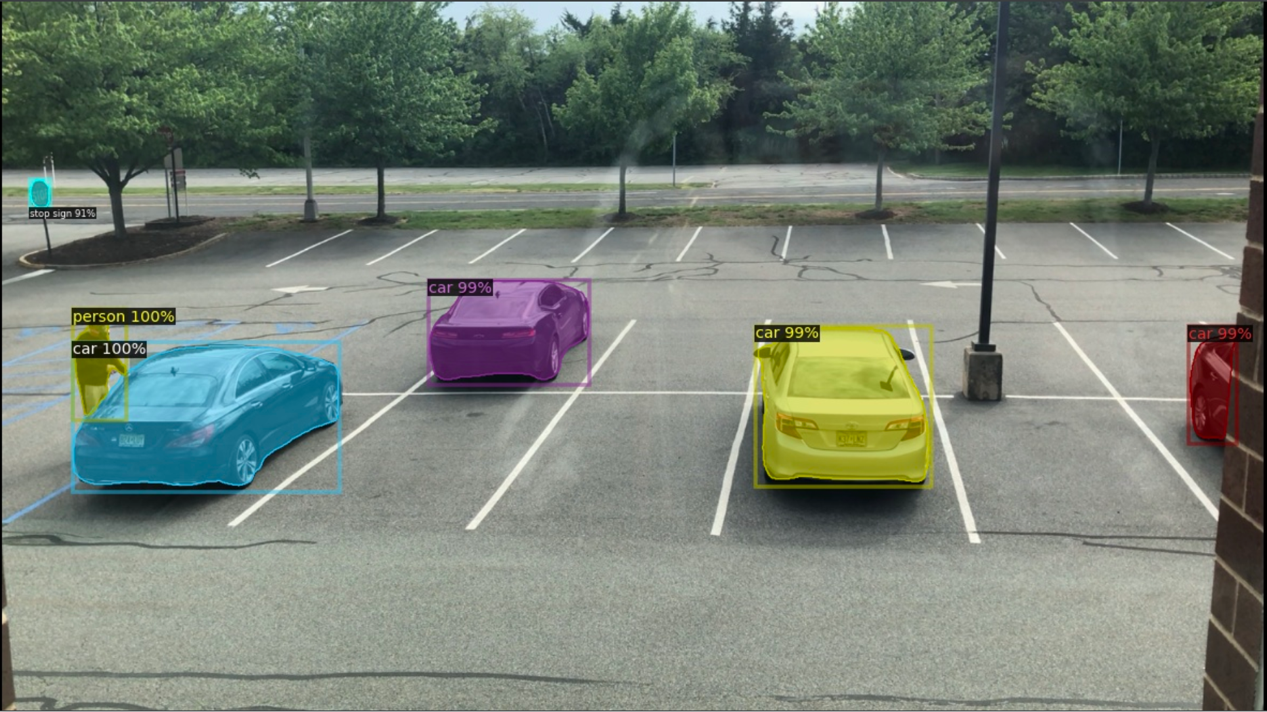 stop sign 91%
car 99%
person 100%
car 99%
car 99%
car 100%